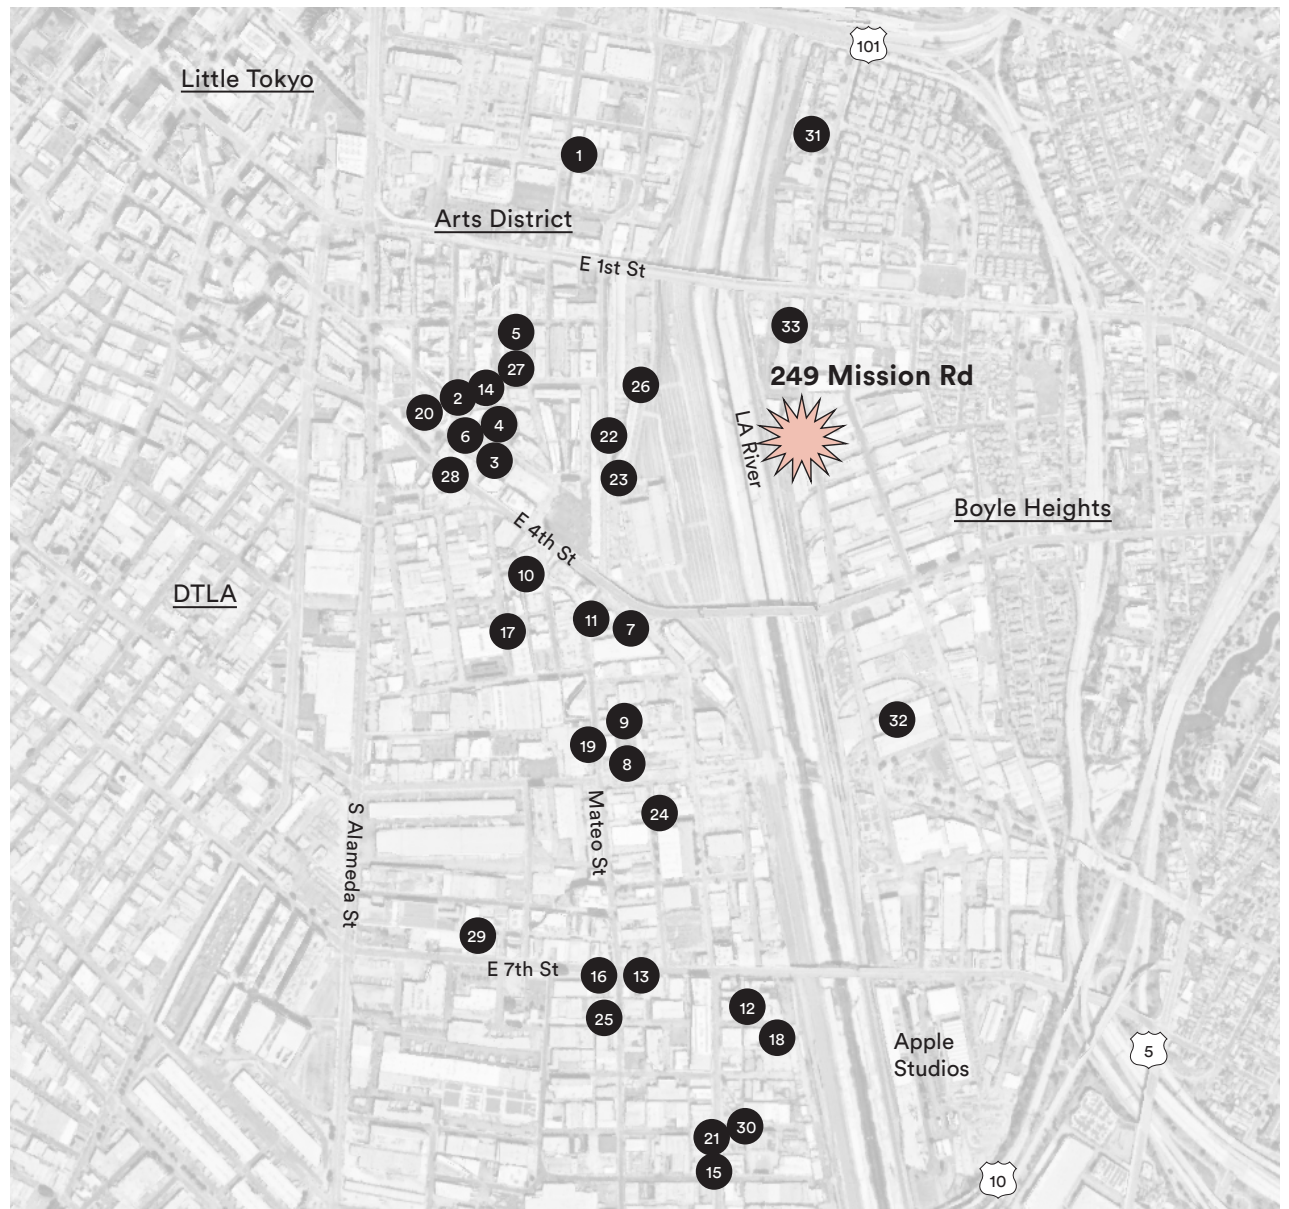 101
Little Tokyo
31
1
Arts District
E 1st St
33
5
27
249 Mission Rd
26
14
2
20
4
6
22
LA River
3
28
23
Boyle Heights
E 4th St
10
DTLA
11
7
17
32
9
19
8
24
Mateo St
S Alameda St
29
E 7th St
16
13
12
25
18
Apple
Studios
5
30
21
15
10